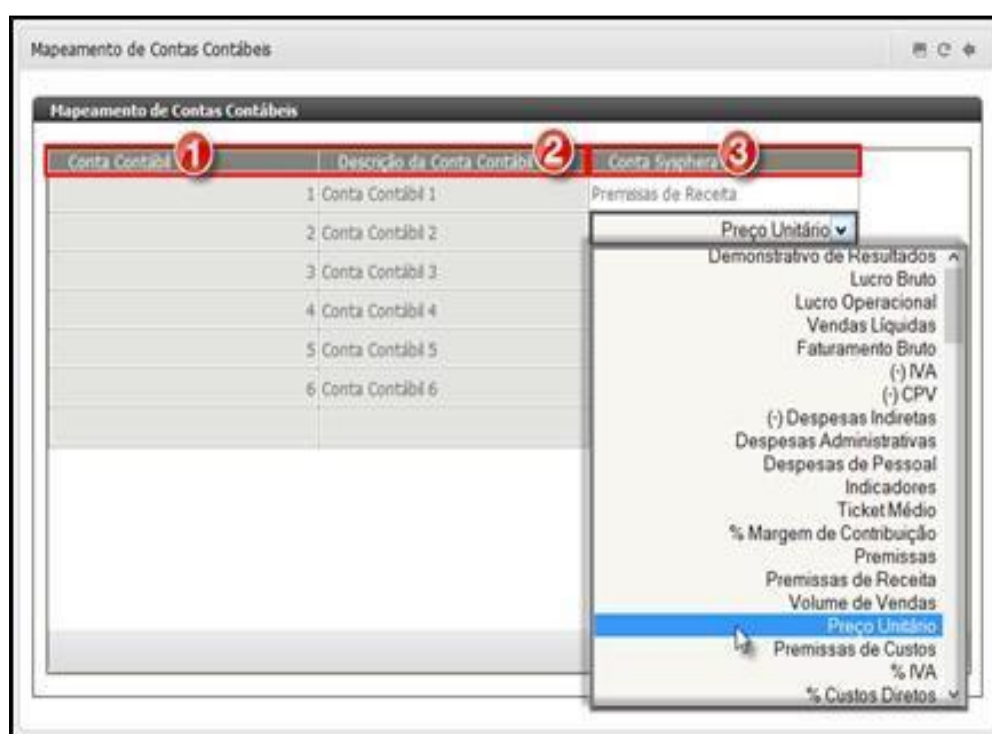 Mapeamento de Contas Contábeis
Mapeamento de Contas Contábeis
Conta Contábil 1 Descrição da Conta Contábil 2 Conta Sysphera 3
1 Conta Contábil 1 Premissas de Receita
2 Conta Contábil 2 Preço Unitário
3 Conta Contábil 3
4 Conta Contábil 4
5 Conta Contábil 5
6 Conta Contábil 6
Demonstrativo de Resultados
Lucro Bruto
Lucro Operacional
Vendas Líquidas
Faturamento Bruto
(-) IVA
(-) CPV
(-) Despesas Indiretas
Despesas Administrativas
Despesas de Pessoal
Indicadores
Ticket Médio
% Margem de Contribuição
Premissas
Premissas de Receita
Volume de Vendas
Preço Unitário
Premissas de Custos
% IVA
% Custos Diretos